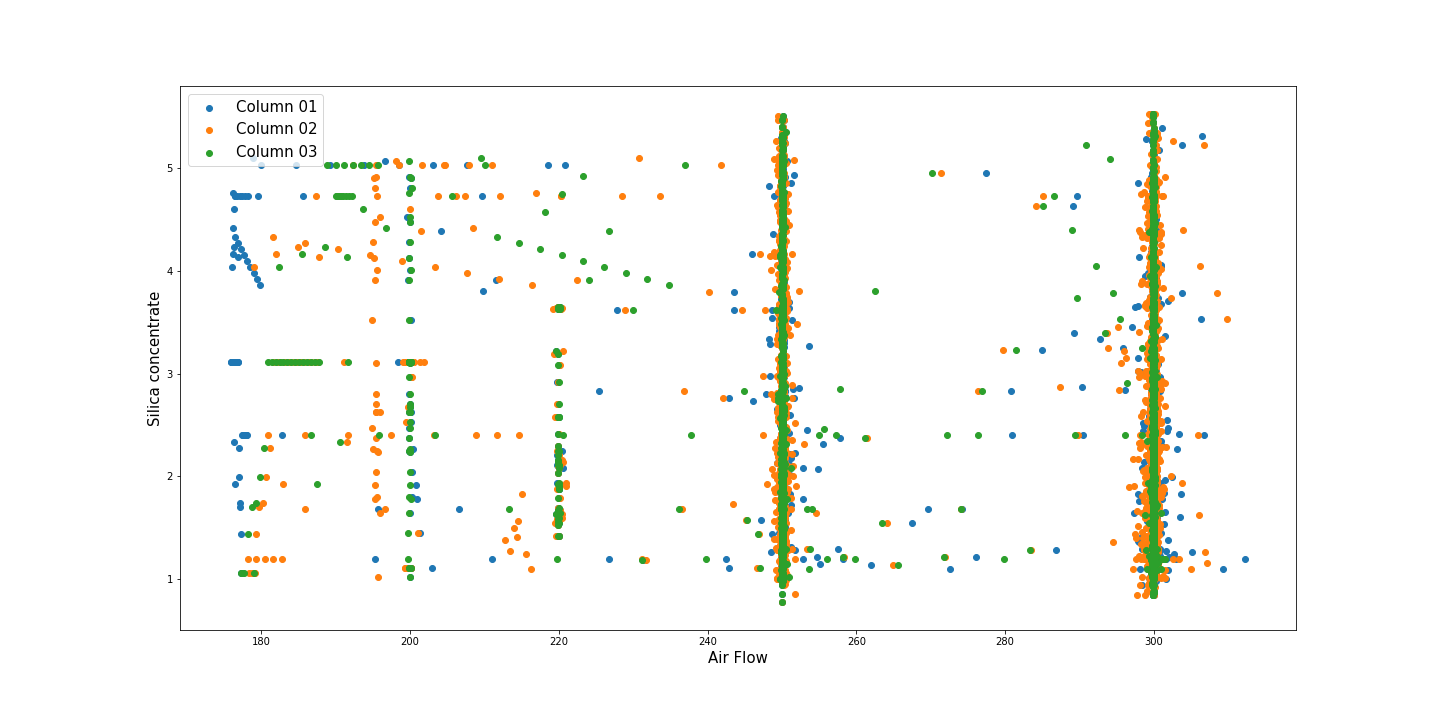 Column 01
Column 02
Column 03
5
4
3
2
1
Silica concentrate
180 200 220 240 260 280 300
Air Flow